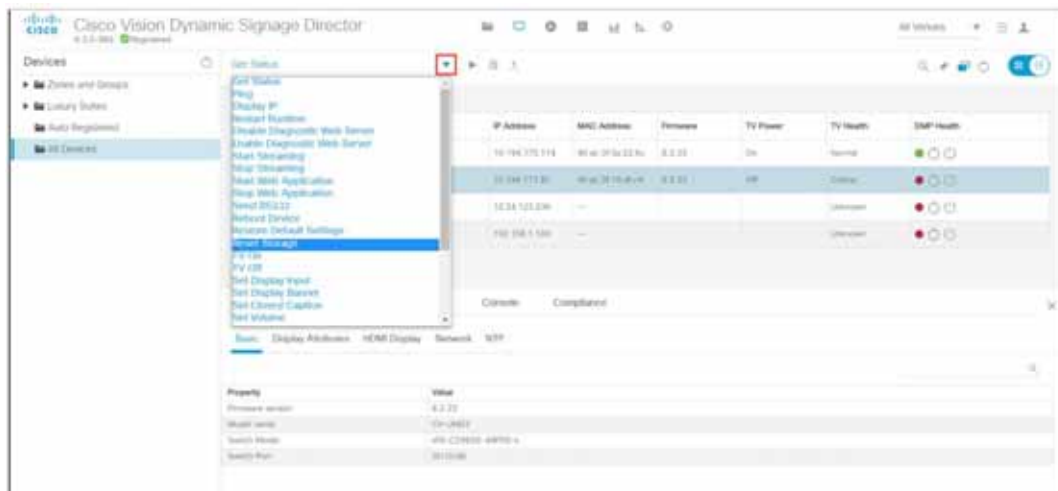 CISCO
Cisco Vision Dynamic Signage Director
Registered
All Venues
Devices
Zones and Groups
Luxury Suites
Auto Registered
All Devices
Get Status
Get Status
Ping
Display IP
Restart Runtime
Disable Diagnostic Web Server
Enable Diagnostic Web Server
Start Streaming
Stop Streaming
Start Web Application
Stop Web Application
Send RS232
Reboot Device
Restore Default Settings
Reset Storage
TV On
TV Off
Set Display Input
Set Display Banner
Set Closed Caption
Set Volume
IP Address MAC Address Firmware TV Power TV Health DMP Health
On Normal
Off
Unknown
Unknown
Console Compliance
Basic Display Attributes HDMI Display Network NTP
Property Value
Firmware version
Switch Model
Switch Port